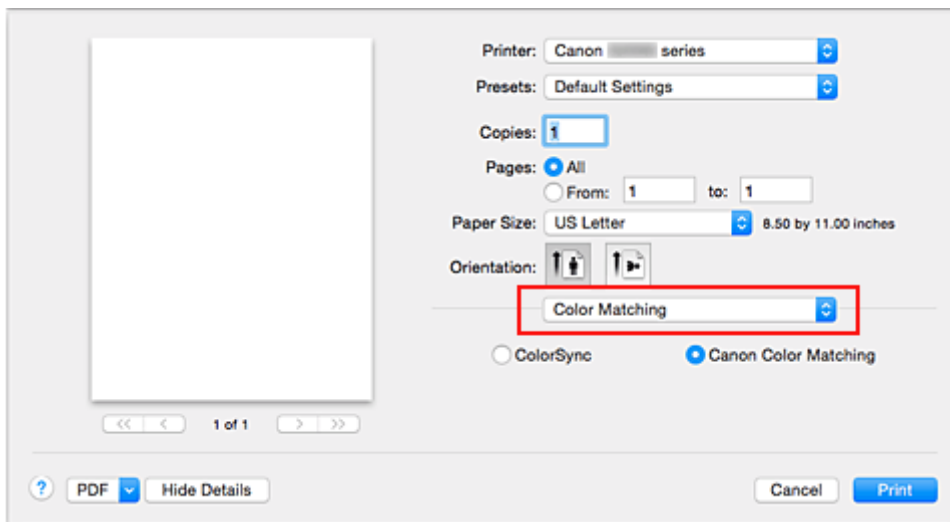 Printer: Canon series
Presets: Default Settings
Copies: 1
Pages: All
From: 1 to: 1
Paper Size: US Letter 8.50 by 11.00 inches
Orientation:
Color Matching
ColorSync Canon Color Matching
1 of 1
? PDF Hide Details Cancel Print